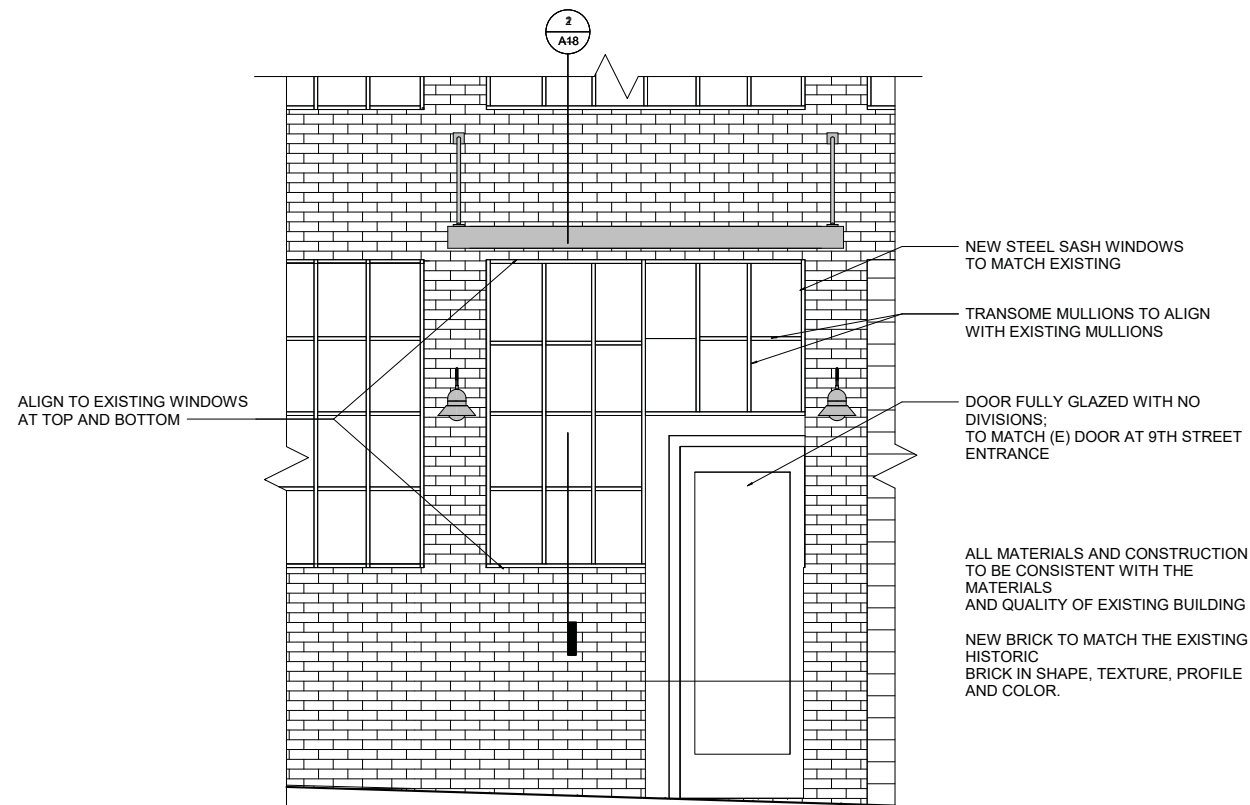 2
A18
NEW STEEL SASH WINDOWS
TO MATCH EXISTING
TRANSOME MULLIONS TO ALIGN
WITH EXISTING MULLIONS
ALIGN TO EXISTING WINDOWS
AT TOP AND BOTTOM
DOOR FULLY GLAZED WITH NO
DIVISIONS;
TO MATCH (E) DOOR AT 9TH STREET
ENTRANCE
ALL MATERIALS AND CONSTRUCTION
TO BE CONSISTENT WITH THE
MATERIALS
AND QUALITY OF EXISTING BUILDING
NEW BRICK TO MATCH THE EXISTING
HISTORIC
BRICK IN SHAPE, TEXTURE, PROFILE
AND COLOR.